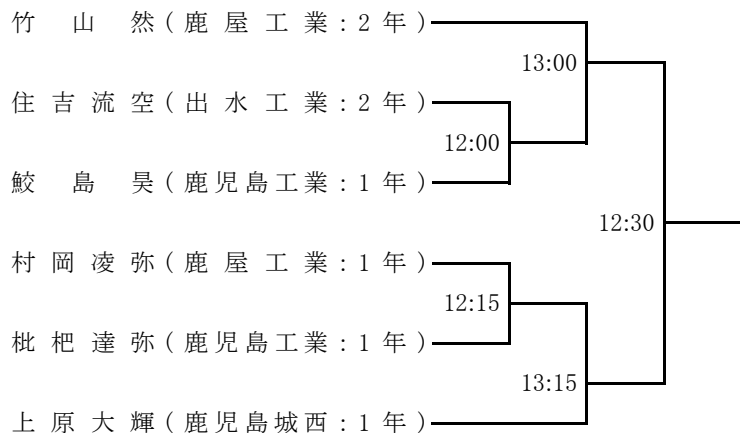 竹山然(鹿屋工業:2年)
13:00
住吉流空(出水工業:2年)
12:00
鮫島昊(鹿児島工業:1年)
12:30
村岡凌弥(鹿屋工業:1年)
12:15
枇杷達弥(鹿児島工業:1年)
13:15
上原大輝(鹿児島城西:1年)